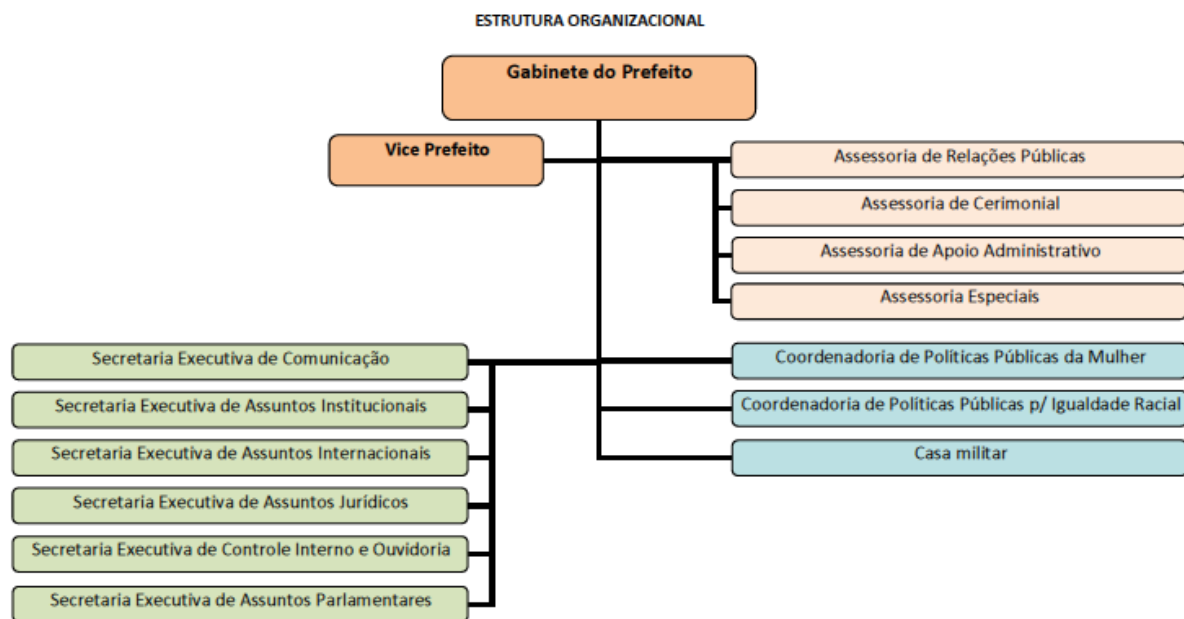 ESTRUTURA ORGANIZACIONAL
Gabinete do Prefeito
Vice Prefeito
Assessoria de Relações Públicas
Assessoria de Cerimonial
Assessoria de Apoio Administrativo
Assessoria Especiais
Secretaria Executiva de Comunicação
Secretaria Executiva de Assuntos Institucionais
Secretaria Executiva de Assuntos Internacionais
Secretaria Executiva de Assuntos Jurídicos
Secretaria Executiva de Controle Interno e Ouvidoria
Secretaria Executiva de Assuntos Parlamentares
Coordenadoria de Políticas Públicas da Mulher
Coordenadoria de Políticas Públicas p/ Igualdade Racial
Casa militar